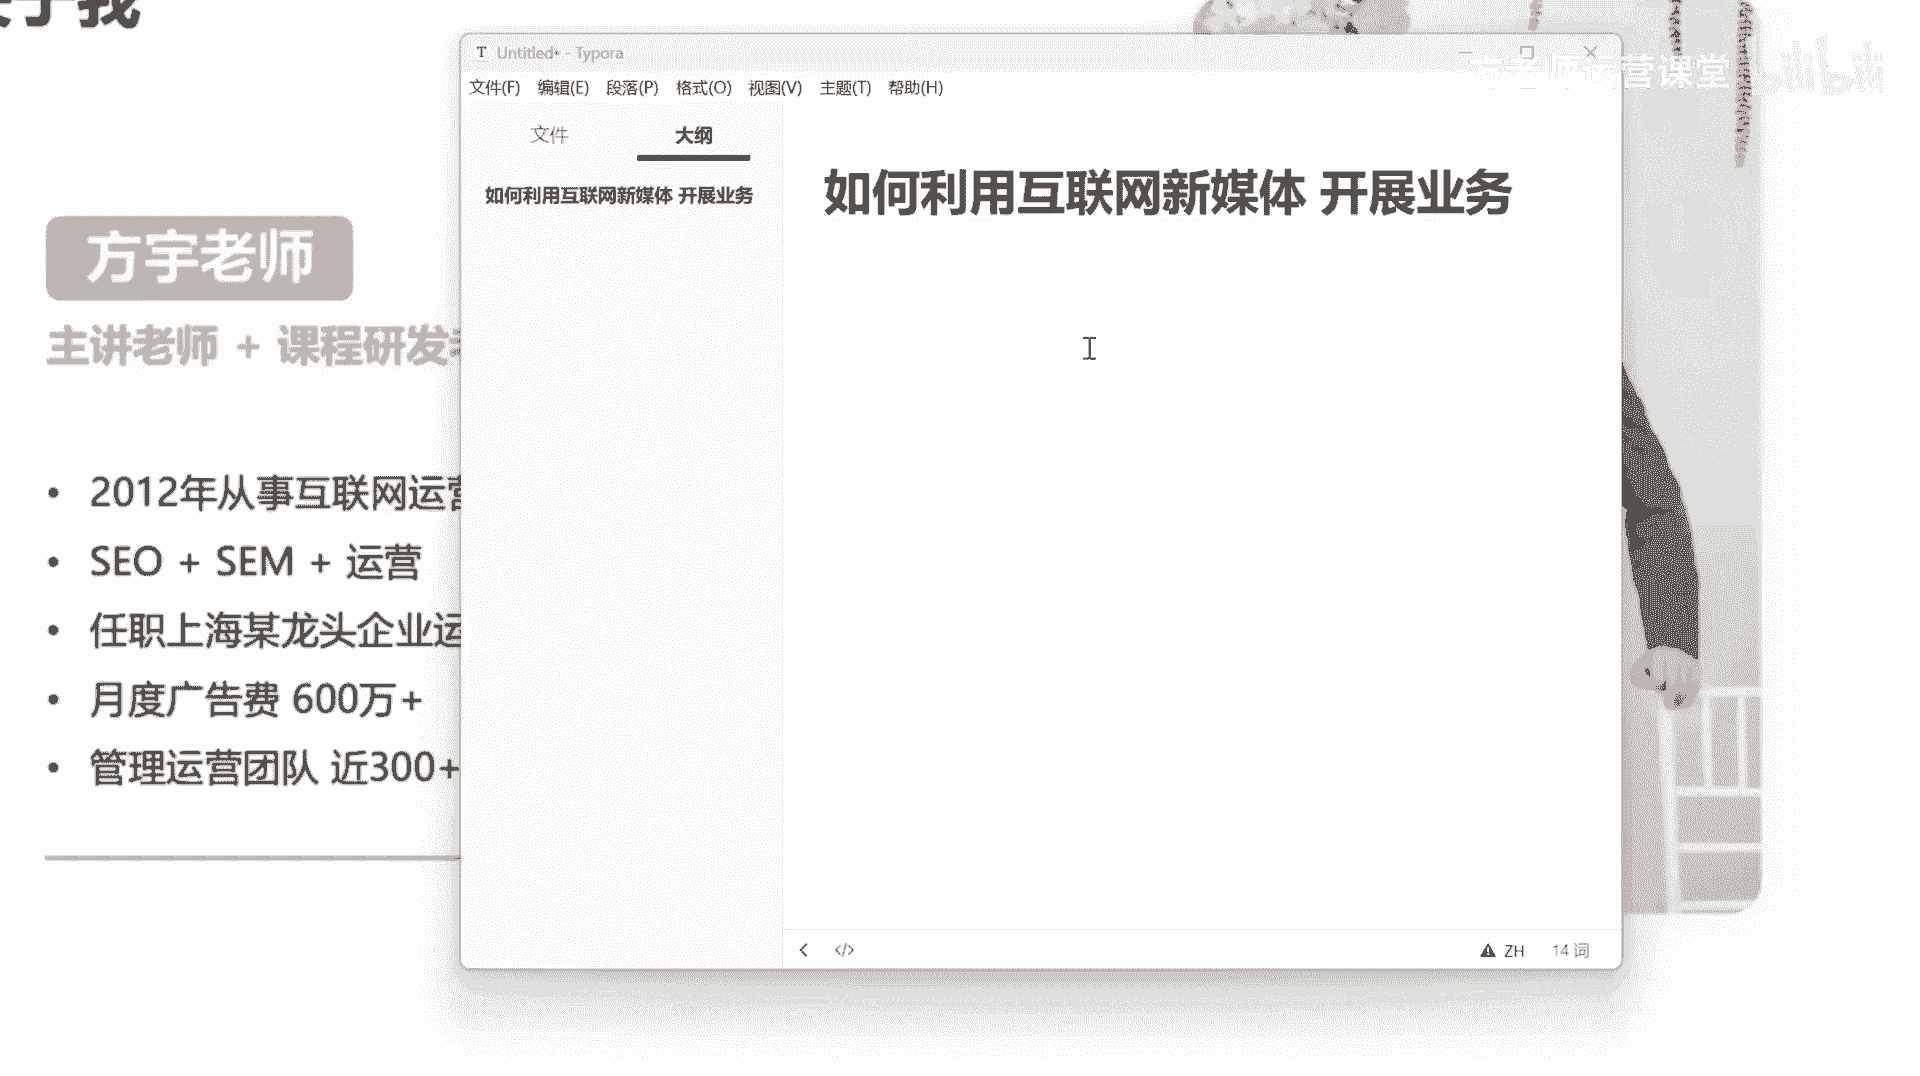 关于我
T Untitled• - Typora
文件(F) 编辑(E) 段落(P) 格式(O) 视图(V) 主题(T) 帮助(H)
老师运营课堂 bilibili
文件 大纲
如何利用互联网新媒体 开展业务
如何利用互联网新媒体 开展业务
方宇老师
主讲老师 + 课程研发
• 2012年从事互联网运营
• SEO + SEM + 运营
• 任职上海某龙头企业运
• 月度广告费 600万+
• 管理运营团队 近300+
ZH 14 词